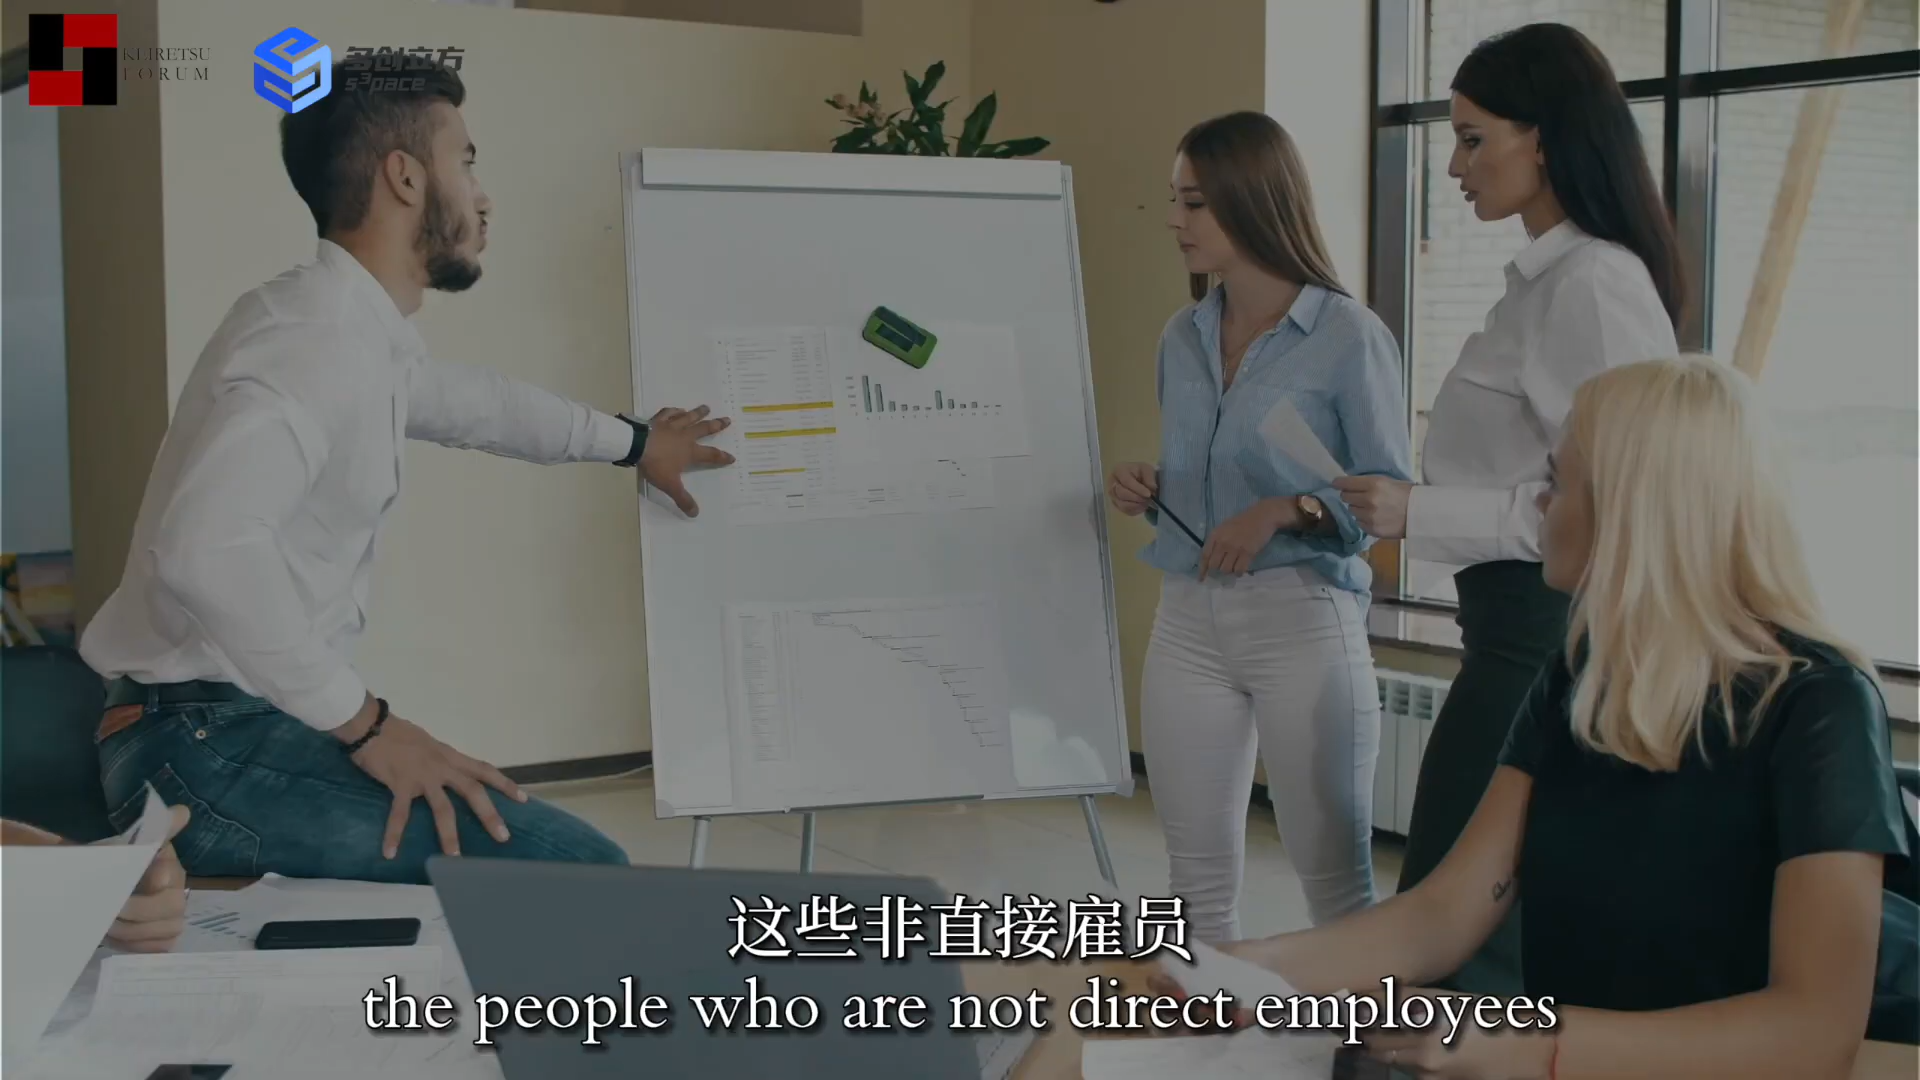 KEIRETSU
FORUM
多创立方
s³pace
这些非直接雇员
the people who are not direct employees